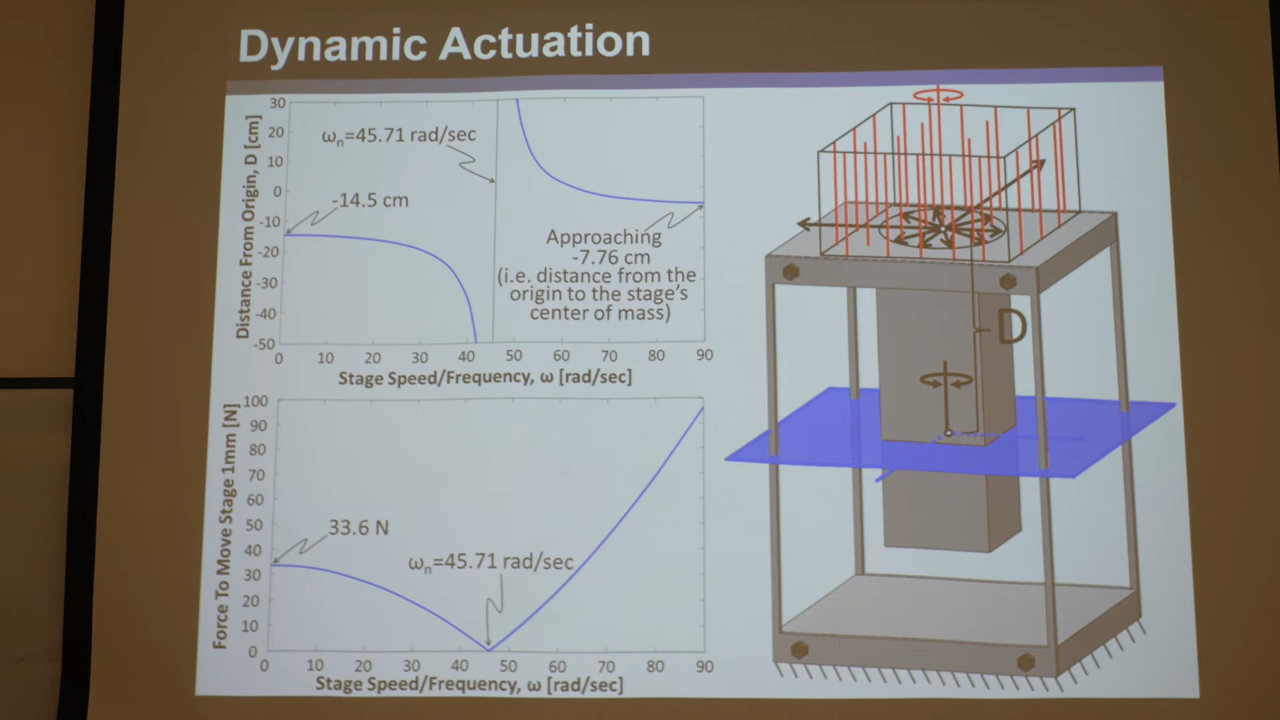 Dynamic Actuation
Distance From Origin, D [cm]
30
20
10
0
-10
-20
-30
-40
-50
ωn=45.71 rad/sec
-14.5 cm
Approaching
-7.76 cm
(i.e. distance from the
origin to the stage's
center of mass)
0 10 20 30 40 50 60 70 80 90
Stage Speed/Frequency, ω [rad/sec]
Force To Move Stage 1mm [N]
100
90
80
70
60
50
40
30
20
10
0
33.6 N
ωn=45.71 rad/sec
0 10 20 30 40 50 60 70 80 90
Stage Speed/Frequency, ω [rad/sec]
D